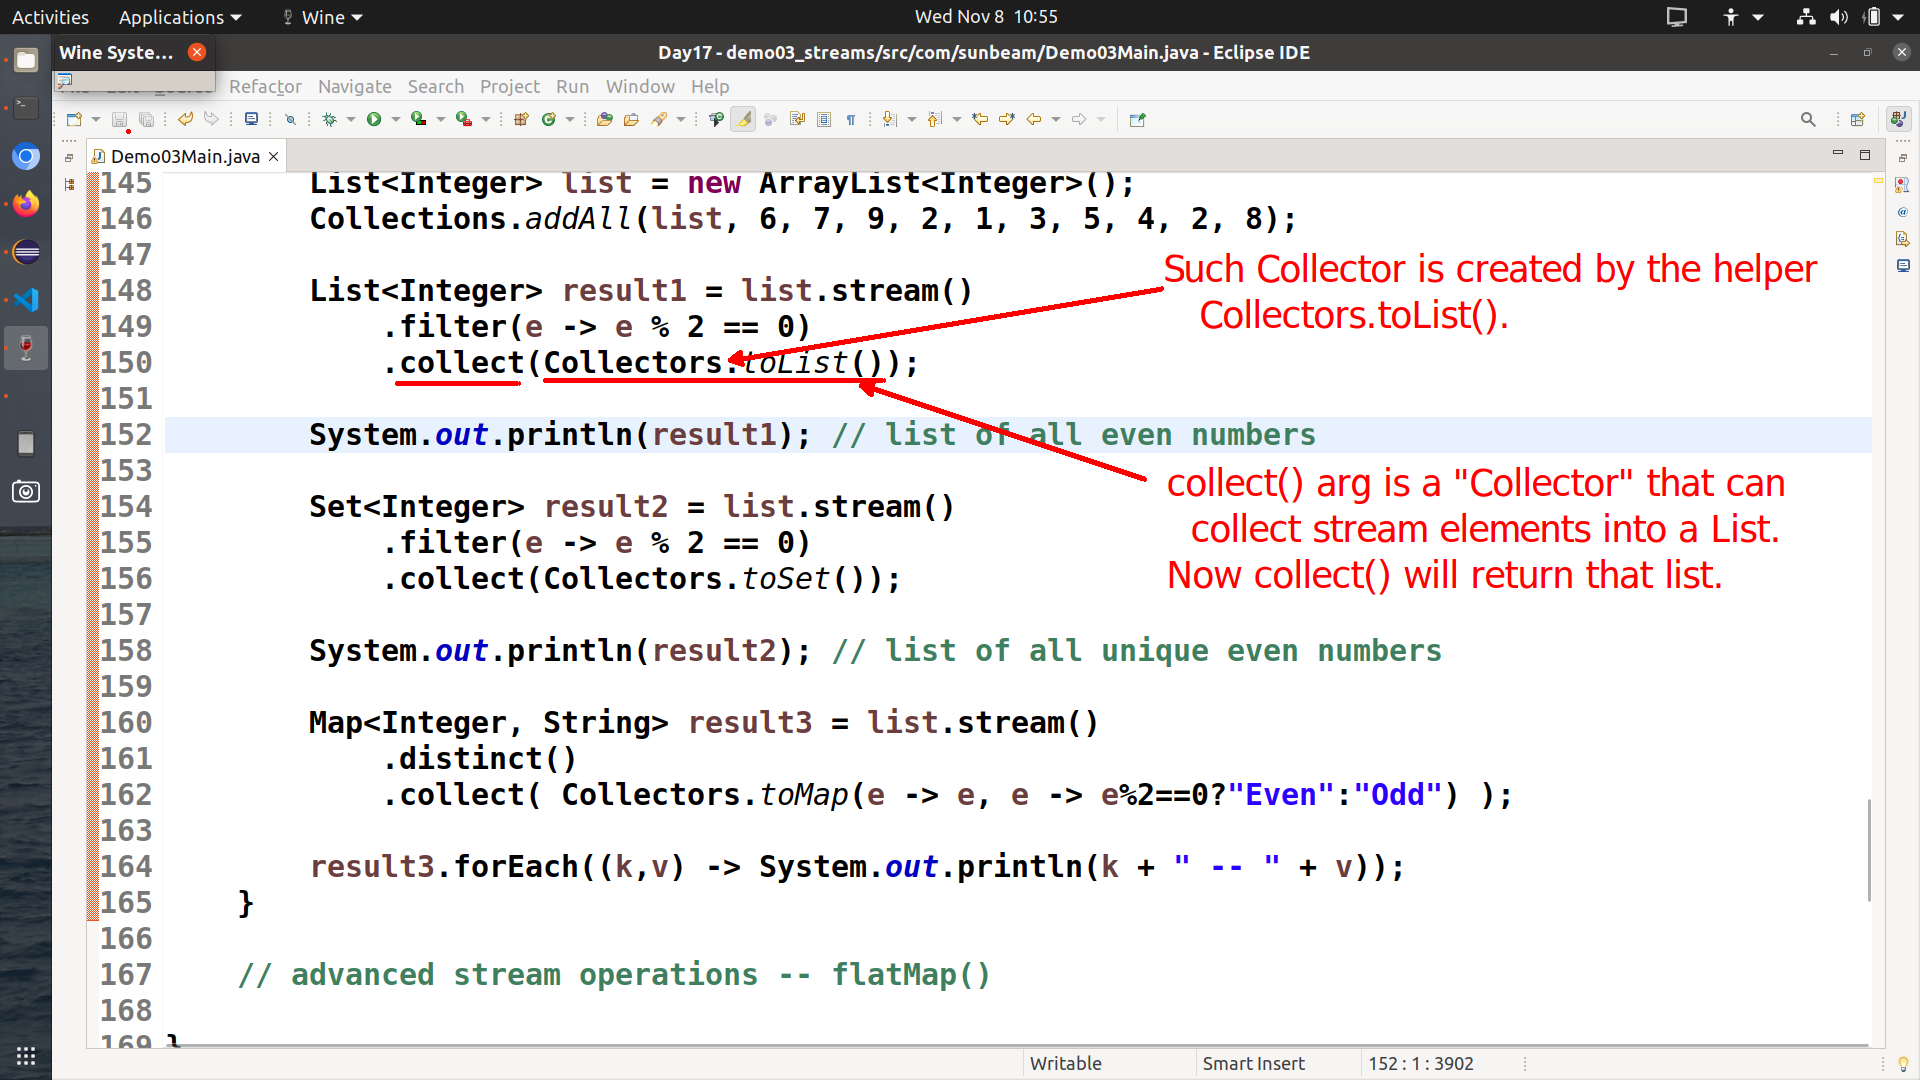 Activities Applications Wine Wed Nov 8 10:55
Wine Syste...
Day17 - demo03_streams/src/com/sunbeam/Demo03Main.java - Eclipse IDE
Refactor Navigate Search Project Run Window Help
Demo03Main.java
145 List<Integer> list = new ArrayList<Integer>();
146 Collections.addAll(list, 6, 7, 9, 2, 1, 3, 5, 4, 2, 8);
147
148 List<Integer> result1 = list.stream()
149 .filter(e -> e % 2 == 0)
150 .collect(Collectors.toList());
151
152 System.out.println(result1); // list of all even numbers
153
154 Set<Integer> result2 = list.stream()
155 .filter(e -> e % 2 == 0)
156 .collect(Collectors.toSet());
157
158 System.out.println(result2); // list of all unique even numbers
159
160 Map<Integer, String> result3 = list.stream()
161 .distinct()
162 .collect( Collectors.toMap(e -> e, e -> e%2==0?"Even":"Odd") );
163
164 result3.forEach((k,v) -> System.out.println(k + " -- " + v));
165 }
166
167 // advanced stream operations -- flatMap()
168
169 }
Such Collector is created by the helper
Collectors.toList().
collect() arg is a "Collector" that can
collect stream elements into a List.
Now collect() will return that list.
Writable Smart Insert 152 : 1 : 3902